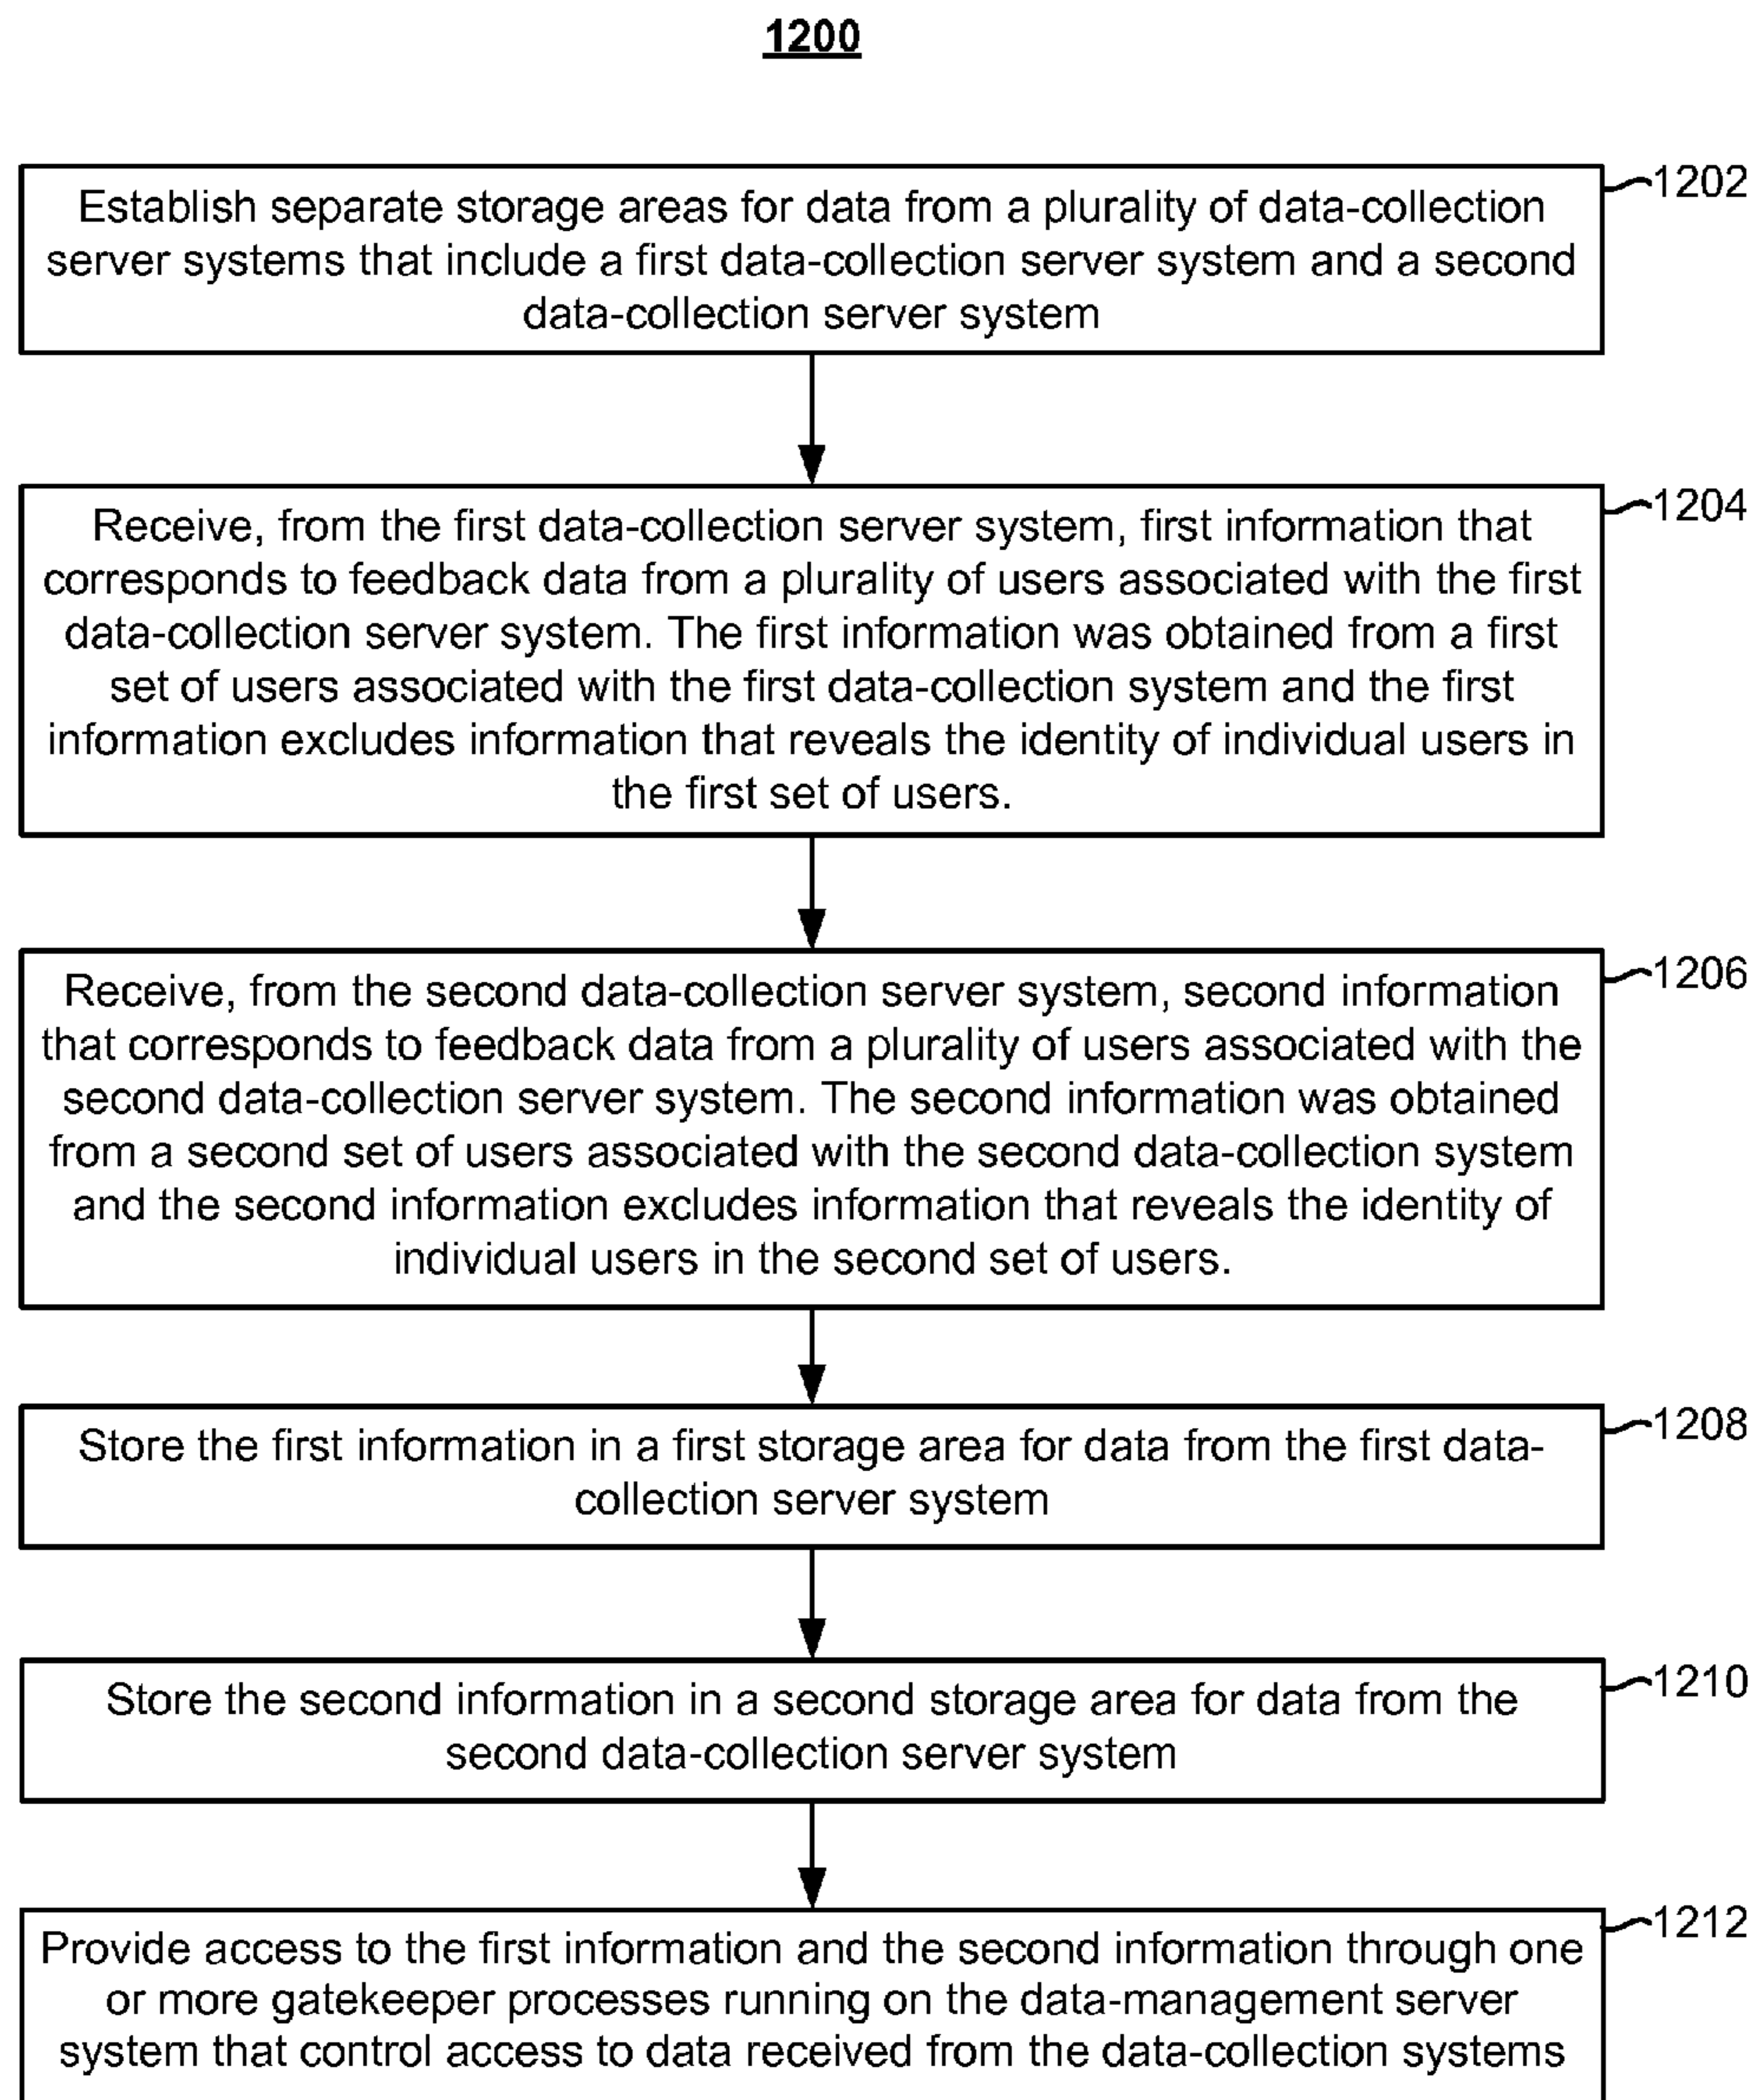 1200
1202
Establish separate storage areas for data from a plurality of data-collection
server systems that include a first data-collection server system and a second
data-collection server system
1204
Receive, from the first data-collection server system, first information that
corresponds to feedback data from a plurality of users associated with the first
data-collection server system. The first information was obtained from a first
set of users associated with the first data-collection system and the first
information excludes information that reveals the identity of individual users in
the first set of users.
1206
Receive, from the second data-collection server system, second information
that corresponds to feedback data from a plurality of users associated with the
second data-collection server system. The second information was obtained
from a second set of users associated with the second data-collection system
and the second information excludes information that reveals the identity of
individual users in the second set of users.
1208
Store the first information in a first storage area for data from the first data-
collection server system
1210
Store the second information in a second storage area for data from the
second data-collection server system
1212
Provide access to the first information and the second information through one
or more gatekeeper processes running on the data-management server
system that control access to data received from the data-collection systems